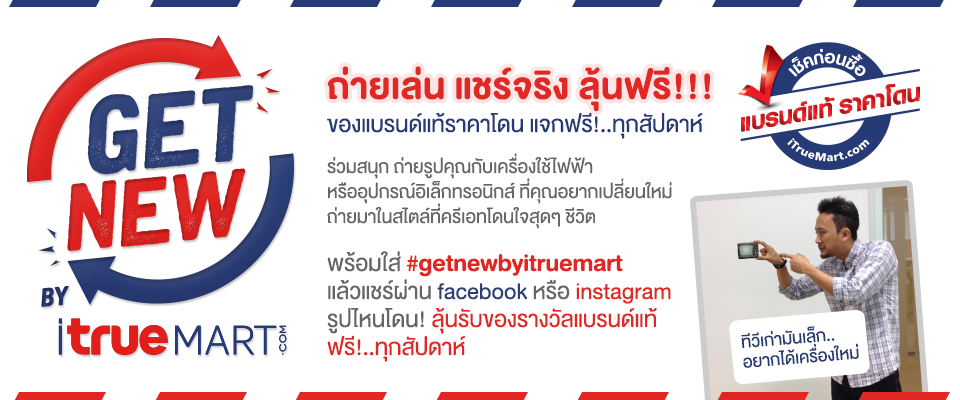 GET
NEW
BY
iTrueMART.COM
ถ่ายเล่น แชร์จริง ลุ้นฟรี!!!
ของแบรนด์แท้ราคาโดน แจกฟรี!..ทุกสัปดาห์
ร่วมสนุก ถ่ายรูปคุณกับเครื่องใช้ไฟฟ้า
หรืออุปกรณ์อิเล็กทรอนิกส์ ที่คุณอยากเปลี่ยนใหม่
ถ่ายมาในสไตล์ที่ครีเอทโดนใจสุดๆ ชีวิต
พร้อมใส่ #getnewbyitruemart
แล้วแชร์ผ่าน facebook หรือ instagram
รูปไหนโดน! ลุ้นรับของรางวัลแบรนด์แท้
ฟรี!..ทุกสัปดาห์
เช็คก่อนซื้อ
แบรนด์แท้ ราคาโดน
iTrueMart.com
ทีวีเก่ามันเล็ก..
อยากได้เครื่องใหม่